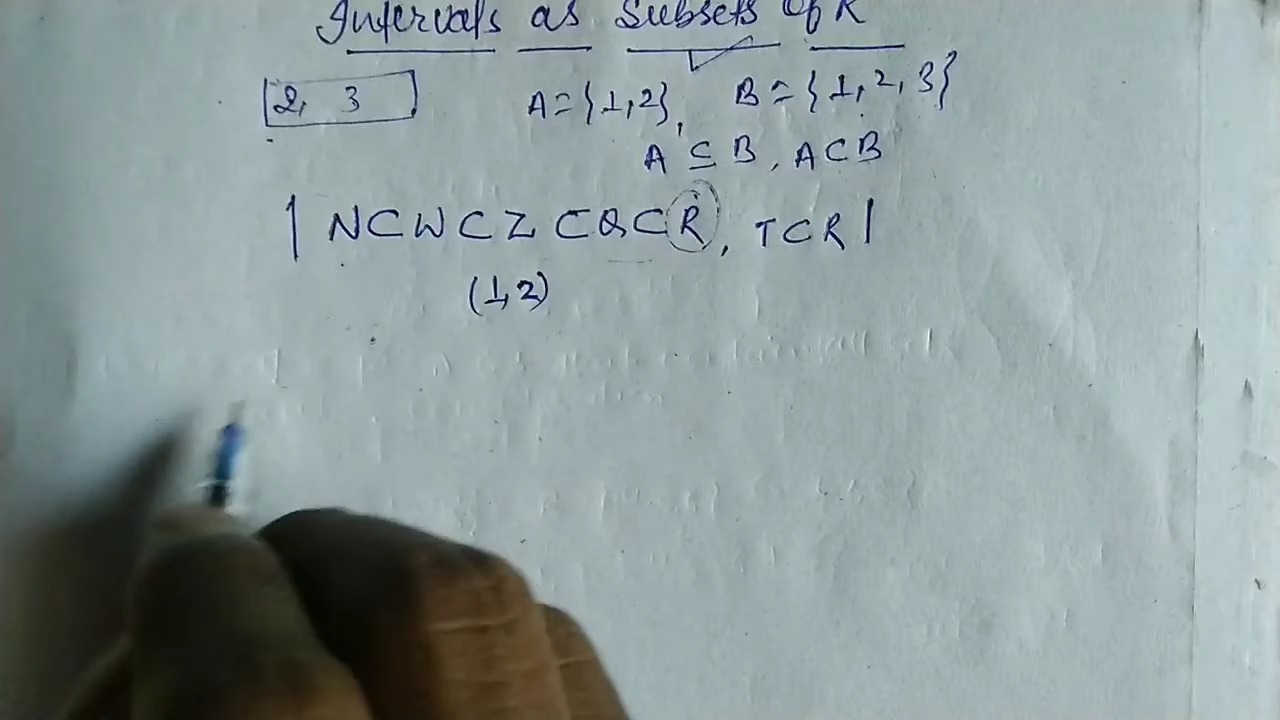 Intervals as Subsets of R
2, 3 A = {1,2}, B = {1,2,3}
A ⊆ B, A ⊂ B
| N ⊂ W ⊂ Z ⊂ Q ⊂ R, T ⊂ R |
(1,2)